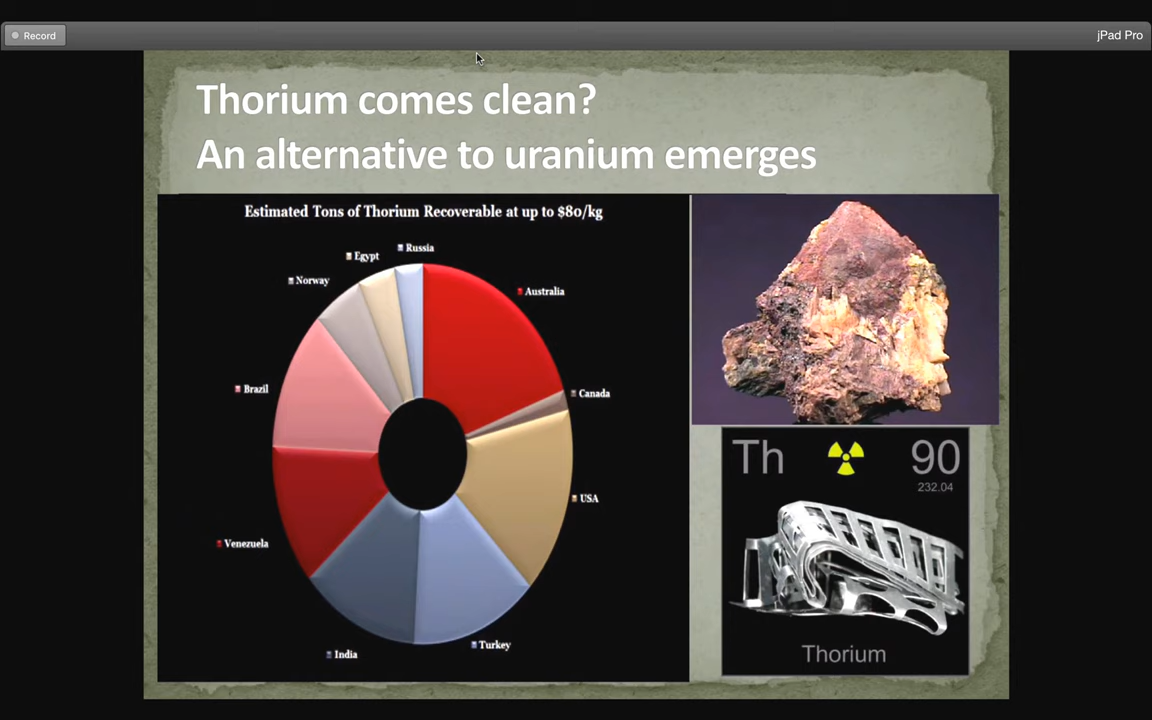 Record
jPad Pro
Thorium comes clean?
An alternative to uranium emerges
Estimated Tons of Thorium Recoverable at up to $80/kg
Russia
Egypt
Norway
Australia
Brazil
Canada
USA
Venezuela
Turkey
India
Th
90
232.04
Thorium